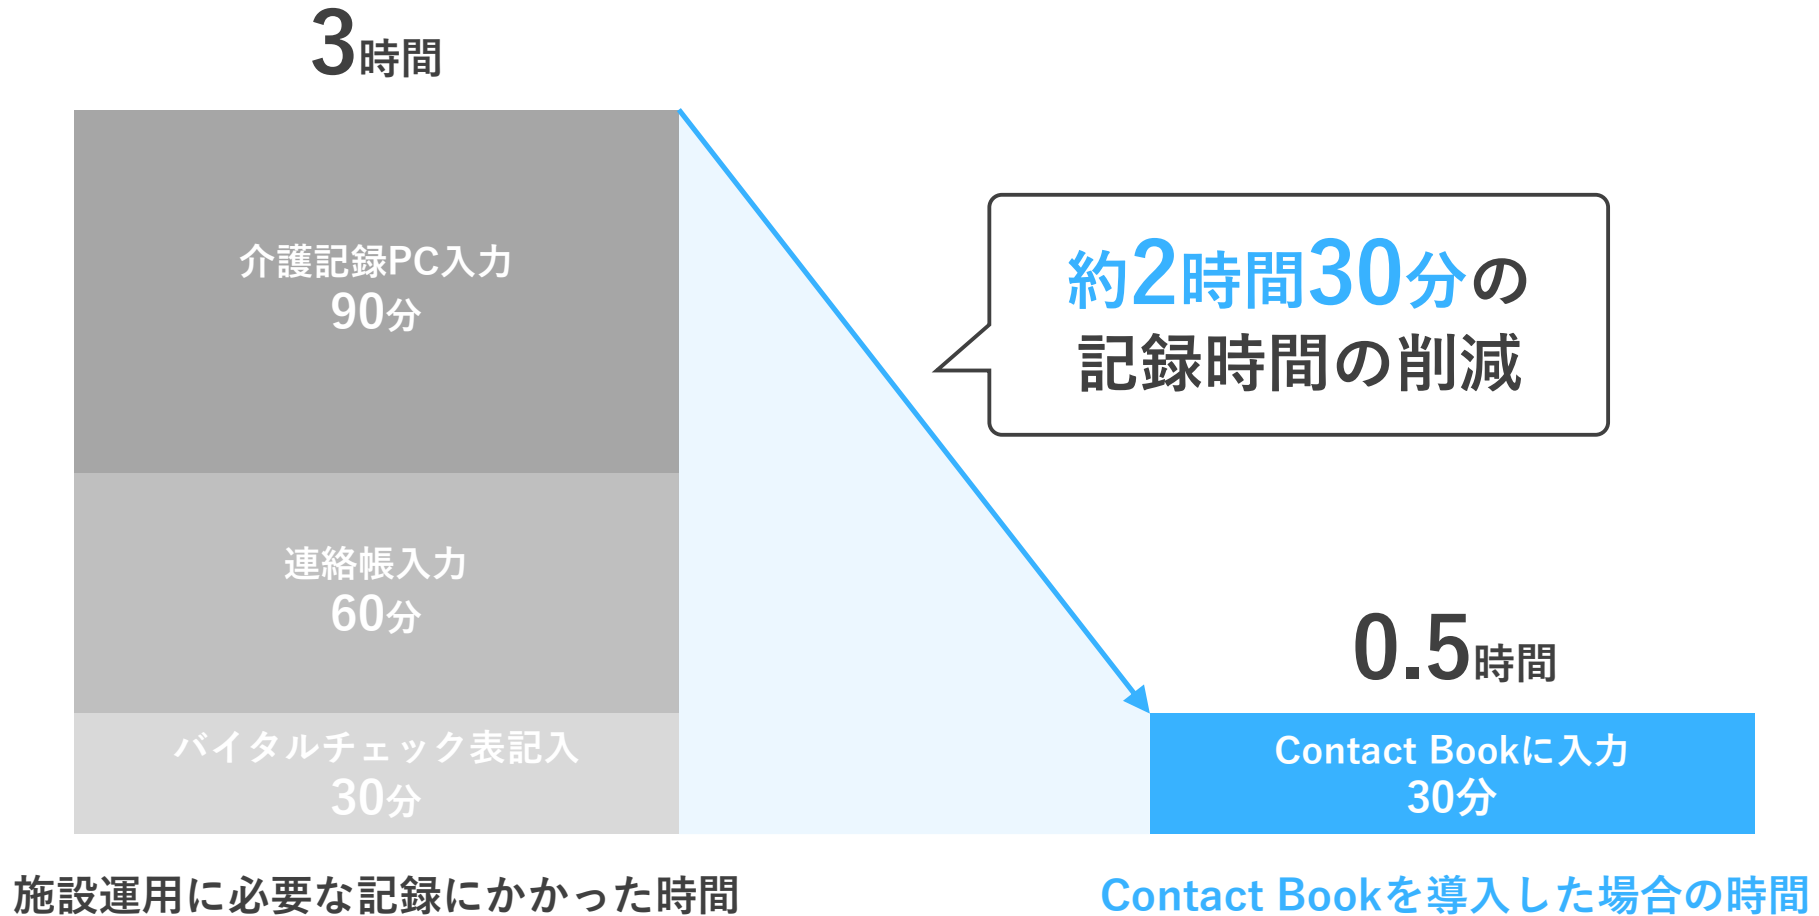 3時間
介護記録PC入力
90分
連絡帳入力
60分
バイタルチェック表記入
30分
施設運用に必要な記録にかかった時間
約2時間30分の
記録時間の削減
0.5時間
Contact Bookに入力
30分
Contact Bookを導入した場合の時間